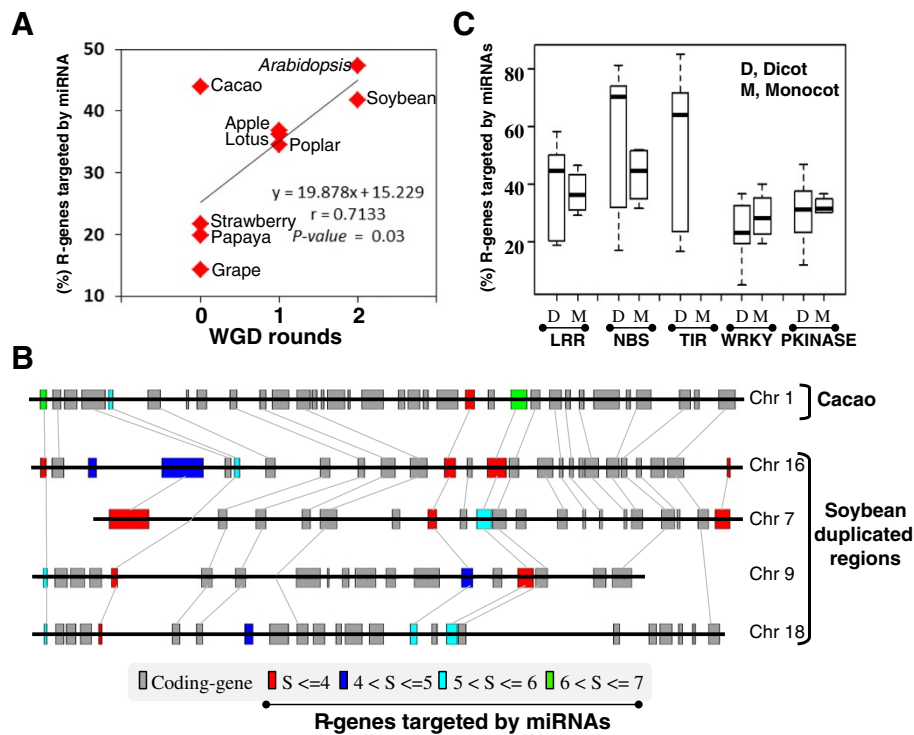 A
(%) R-genes targeted by miRNA
50
40
30
20
10
Arabidopsis
Cacao
Soybean
Apple
Lotus
Poplar
y = 19.878x+15.229
r = 0.7133
P-value = 0.03
Strawberry
Papaya
Grape
0 1 2
WGD rounds
C
(%) R-genes targeted by miRNAs
80
60
40
20
D, Dicot
M, Monocot
D M D M D M D M D M
LRR NBS TIR WRKY PKINASE
B
Chr 1
Cacao
Chr 16
Chr 7
Chr 9
Chr 18
Soybean
duplicated
regions
Coding-gene S <=4 4 < S <=5 5 < S <= 6 6 < S <= 7
R-genes targeted by miRNAs